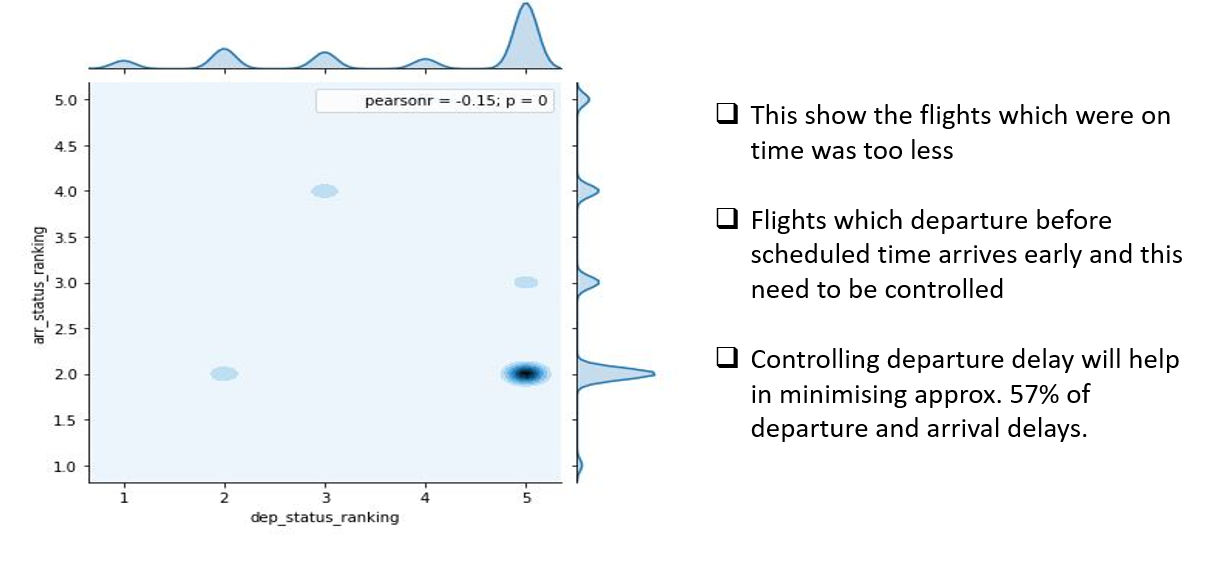 pearsonr = -0.15; p = 0
5.0
4.5
4.0
3.5
3.0
2.5
2.0
1.5
1.0
arr_status_ranking
1 2 3 4 5
dep_status_ranking
This show the flights which were on
time was too less
Flights which departure before
scheduled time arrives early and this
need to be controlled
Controlling departure delay will help
in minimising approx. 57% of
departure and arrival delays.